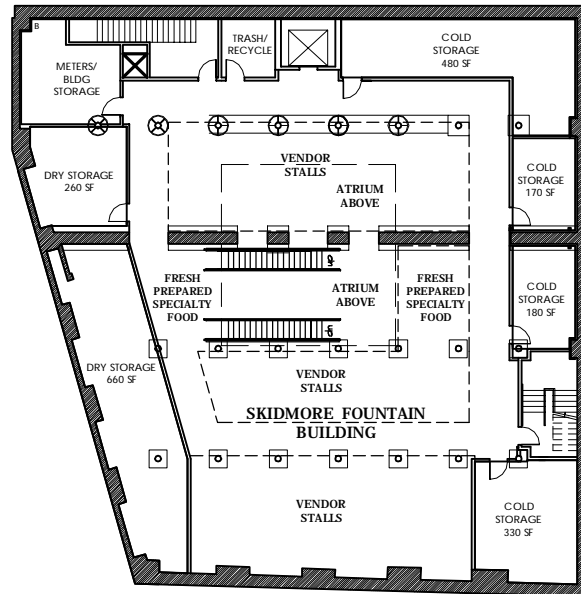 B
TRASH/
RECYCLE
COLD
STORAGE
480 SF
METERS/
BLDG
STORAGE
VENDOR
STALLS
DRY STORAGE
260 SF
ATRIUM
ABOVE
COLD
STORAGE
170 SF
FRESH
PREPARED
SPECIALTY
FOOD
ATRIUM
ABOVE
FRESH
PREPARED
SPECIALTY
FOOD
COLD
STORAGE
180 SF
DRY STORAGE
660 SF
VENDOR
STALLS
SKIDMORE FOUNTAIN
BUILDING
VENDOR
STALLS
COLD
STORAGE
330 SF